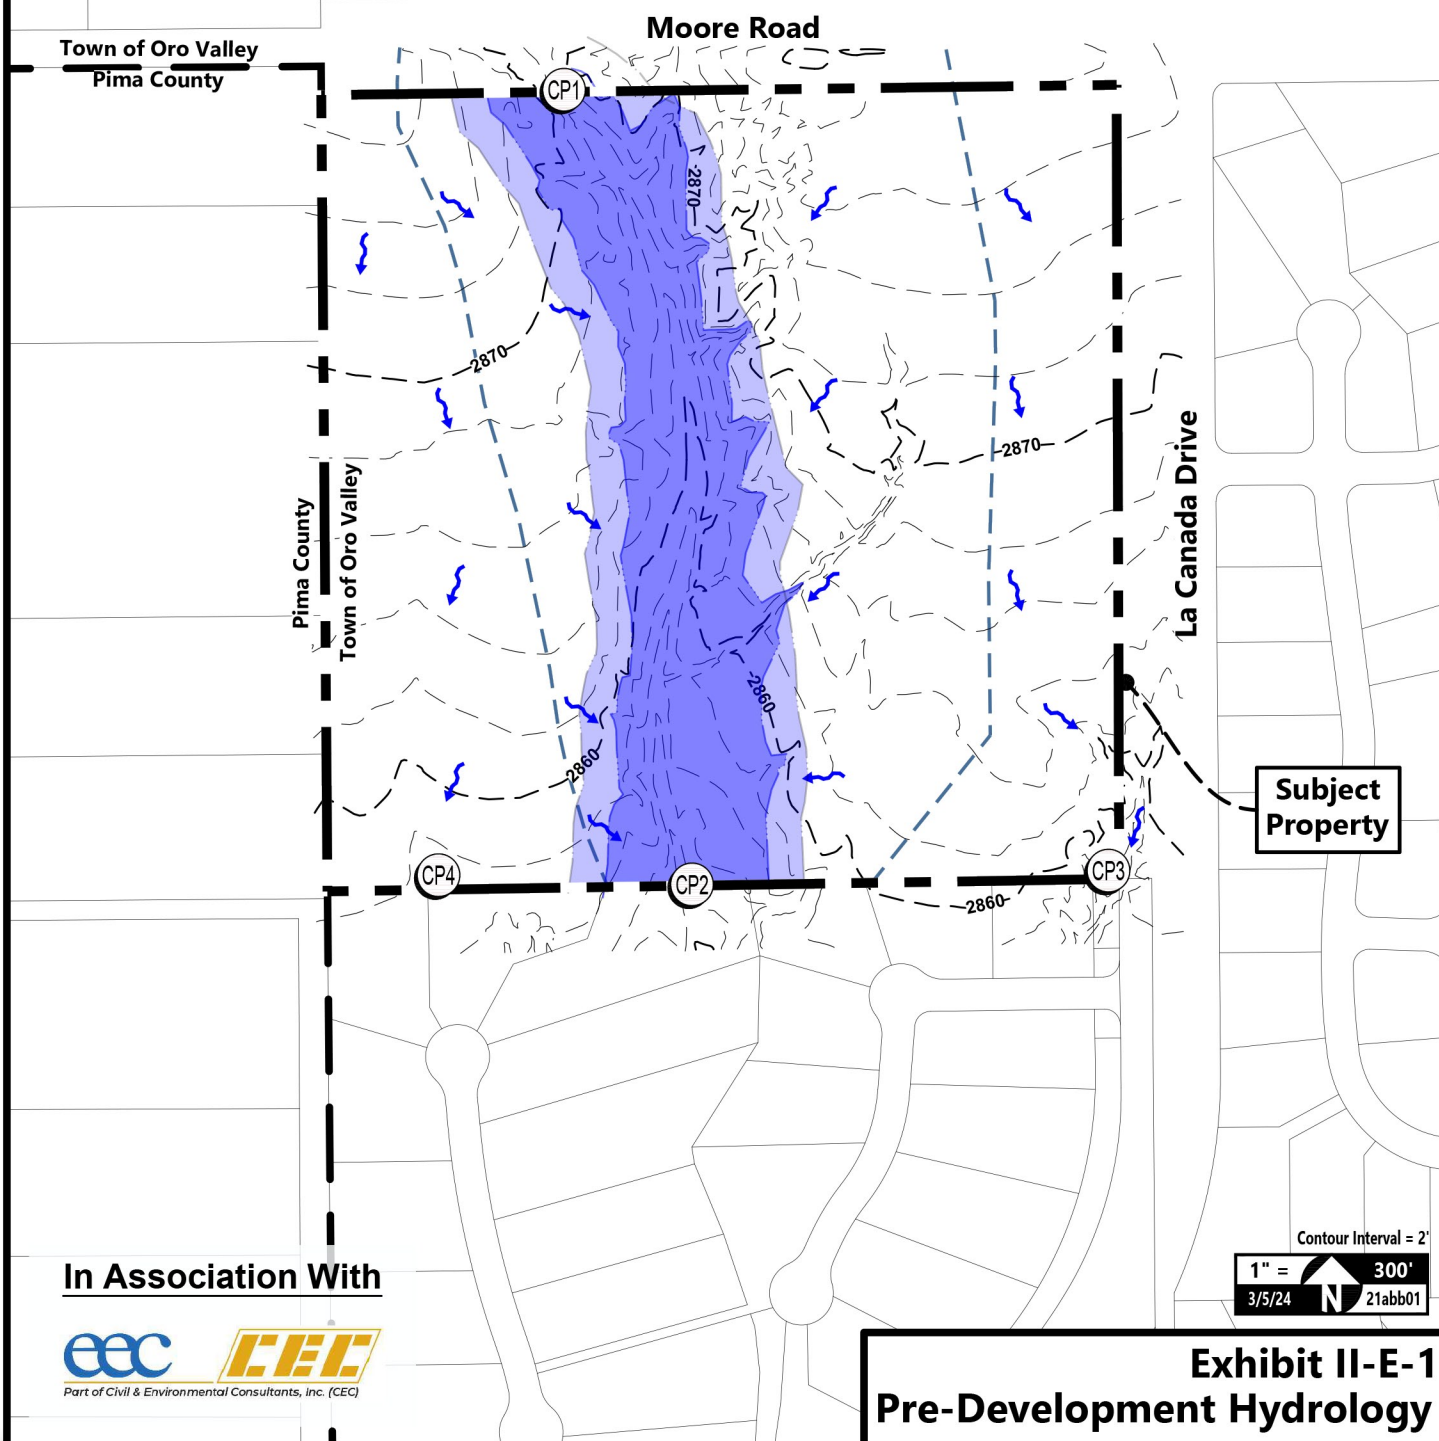 Moore Road
Town of Oro Valley
Pima County
CP1
2870
2870
2870
Pima County
Town of Oro Valley
La Canada Drive
2860
2860
Subject
Property
CP4
CP2
CP3
2860
Contour Interval = 2'
1" = 300'
3/5/24 N 21abb01
In Association With
eec CEC
Part of Civil & Environmental Consultants, Inc. (CEC)
Exhibit II-E-1
Pre-Development Hydrology